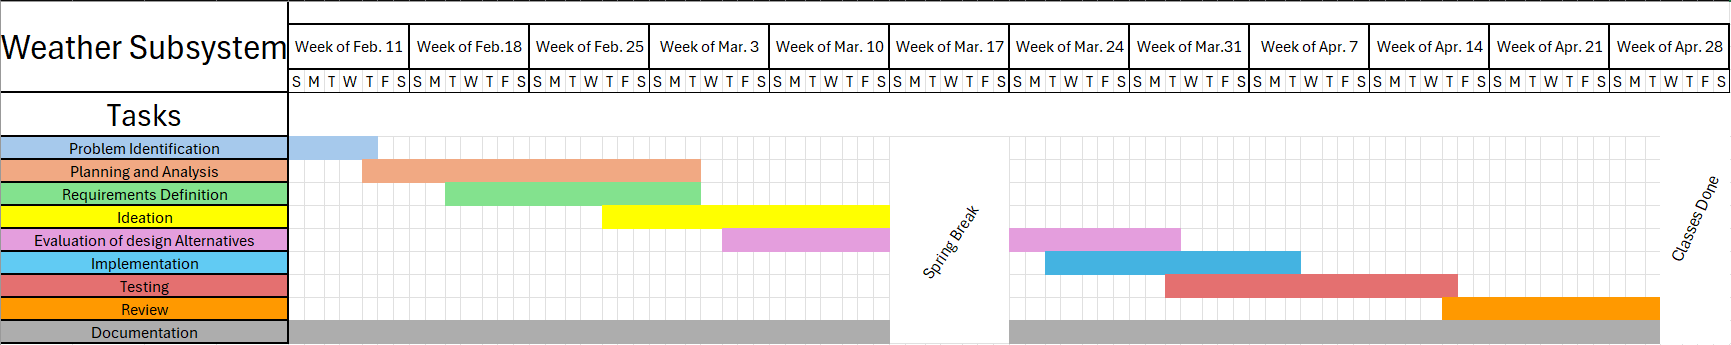 Weather Subsystem
Week of Feb. 11 Week of Feb.18 Week of Feb. 25 Week of Mar. 3 Week of Mar. 10 Week of Mar. 17 Week of Mar. 24 Week of Mar.31 Week of Apr. 7 Week of Apr. 14 Week of Apr. 21 Week of Apr. 28
S M T W T F S S M T W T F S S M T W T F S S M T W T F S S M T W T F S S M T W T F S S M T W T F S S M T W T F S S M T W T F S S M T W T F S S M T W T F S S M T W T F S
Tasks
Problem Identification
Planning and Analysis
Requirements Definition
Ideation
Evaluation of design Alternatives
Implementation
Testing
Review
Documentation
Spring Break
Classes Done